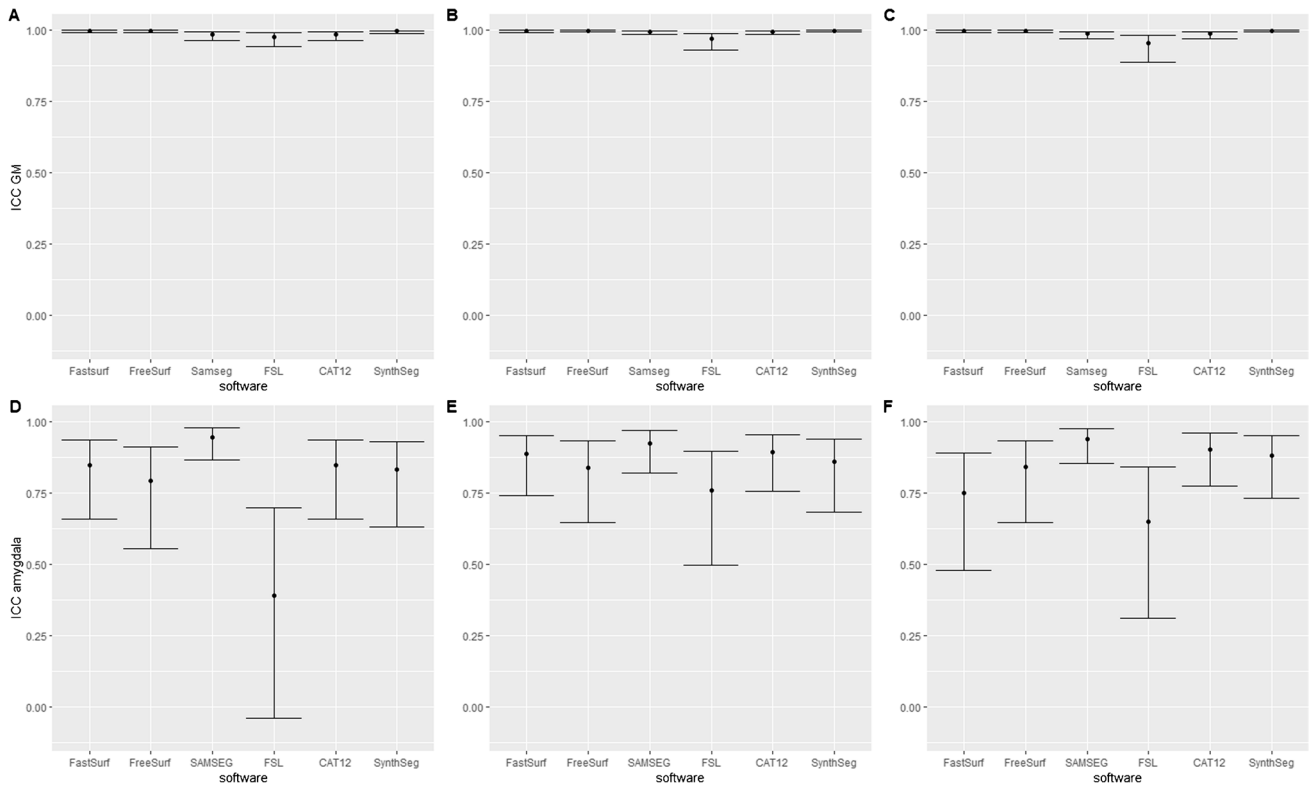 A B C
ICC GM
1.00 1.00 1.00
0.75 0.75 0.75
0.50 0.50 0.50
0.25 0.25 0.25
0.00 0.00 0.00
Fastsurf FreeSurf Samseg FSL CAT12 SynthSeg Fastsurf FreeSurf Samseg FSL CAT12 SynthSeg Fastsurf FreeSurf Samseg FSL CAT12 SynthSeg
software software software
D E F
ICC amygdala
1.00 1.00 1.00
0.75 0.75 0.75
0.50 0.50 0.50
0.25 0.25 0.25
0.00 0.00 0.00
FastSurf FreeSurf SAMSEG FSL CAT12 SynthSeg FastSurf FreeSurf SAMSEG FSL CAT12 SynthSeg FastSurf FreeSurf SAMSEG FSL CAT12 SynthSeg
software software software